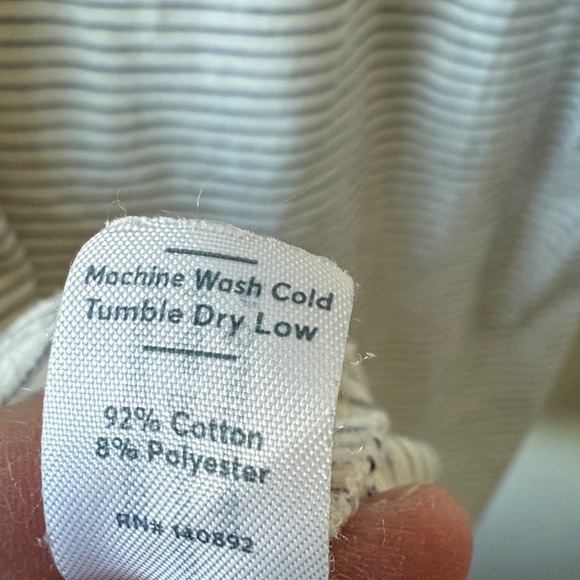 Machine Wash Cold
Tumble Dry Low
92% Cotton
8% Polyester
RN# 140892